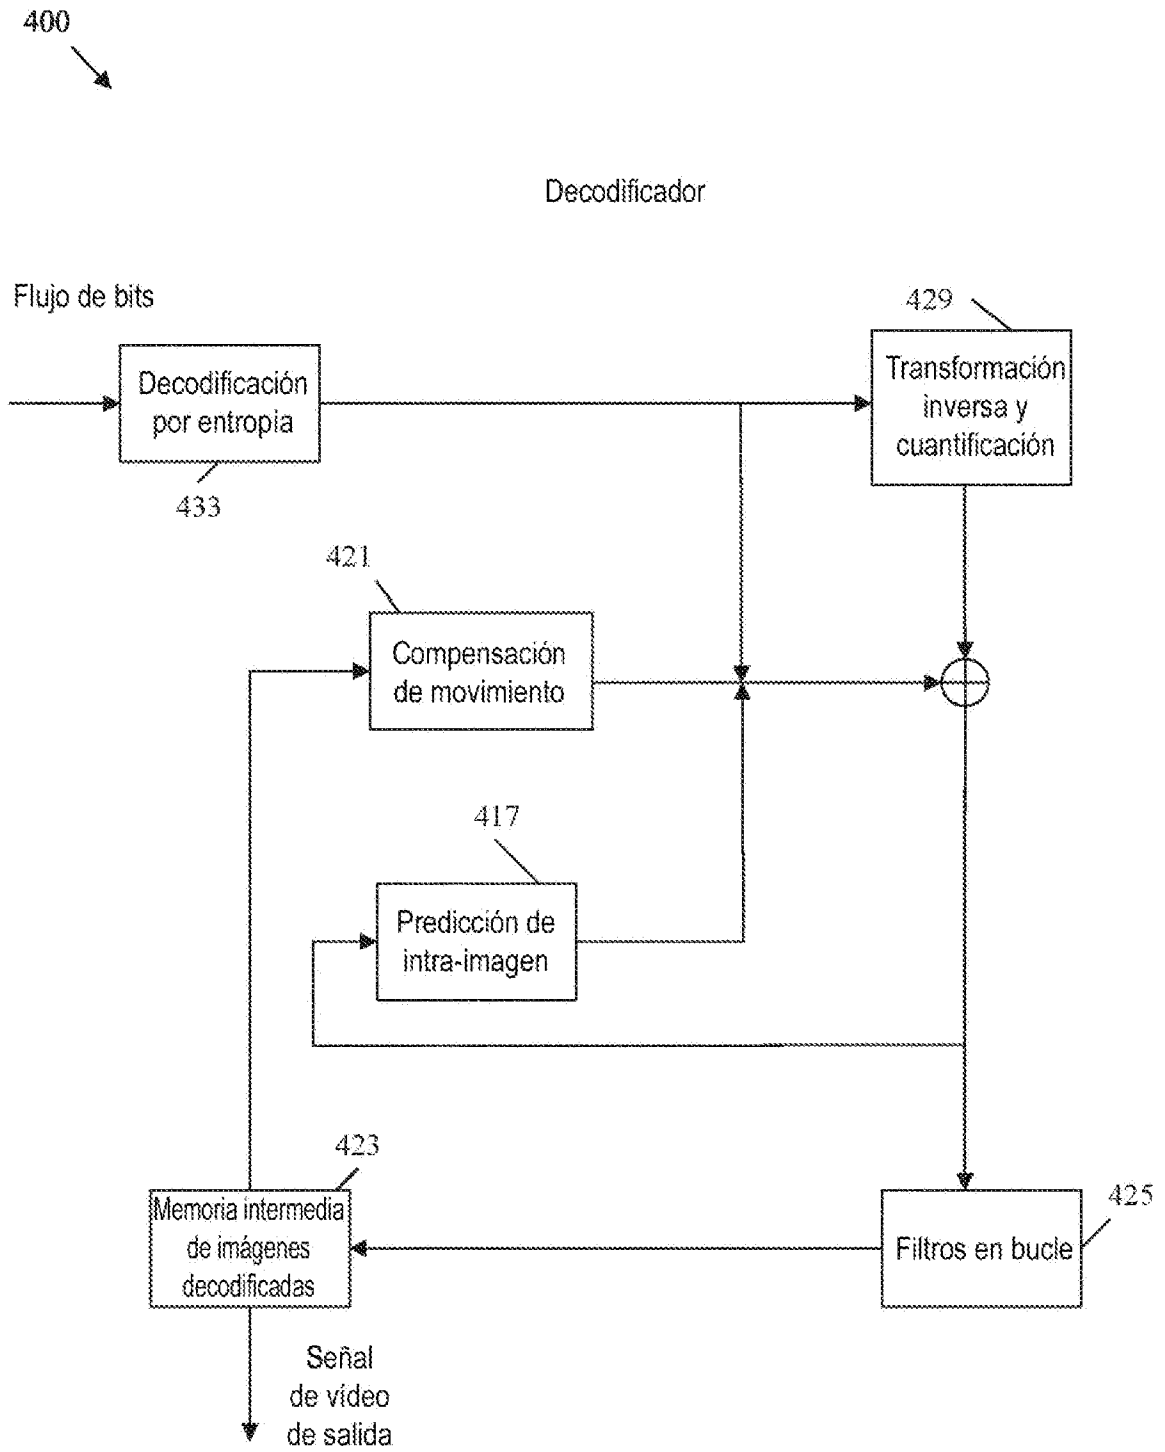 400
Decodificador
Flujo de bits
429
Decodificación
por entropía
433
Transformación
inversa y
cuantificación
421
Compensación
de movimiento
417
Predicción de
intra-imagen
423
Memoria intermedia
de imágenes
decodificadas
425
Filtros en bucle
Señal
de vídeo
de salida